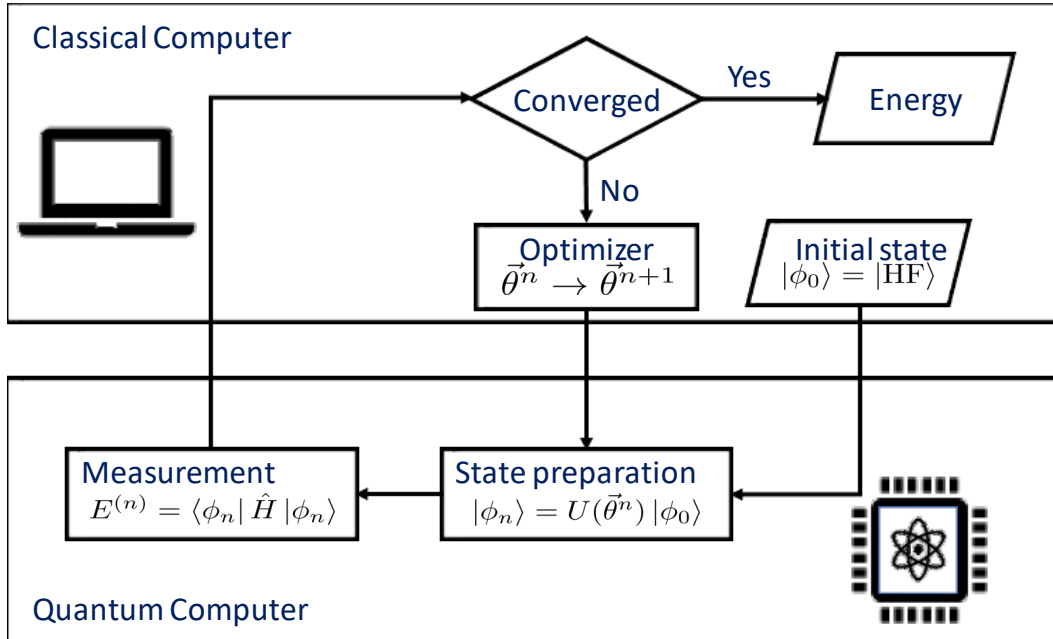 Classical Computer
Converged
Yes
Energy
No
Optimizer
$\vec{\theta}^{n} \rightarrow \vec{\theta}^{n+1}$
Initial state
$|\phi_0\rangle = |\mathrm{HF}\rangle$
Measurement
$E^{(n)} = \langle\phi_n| \hat{H} |\phi_n\rangle$
State preparation
$|\phi_n\rangle = U(\vec{\theta}^{n}) |\phi_0\rangle$
Quantum Computer